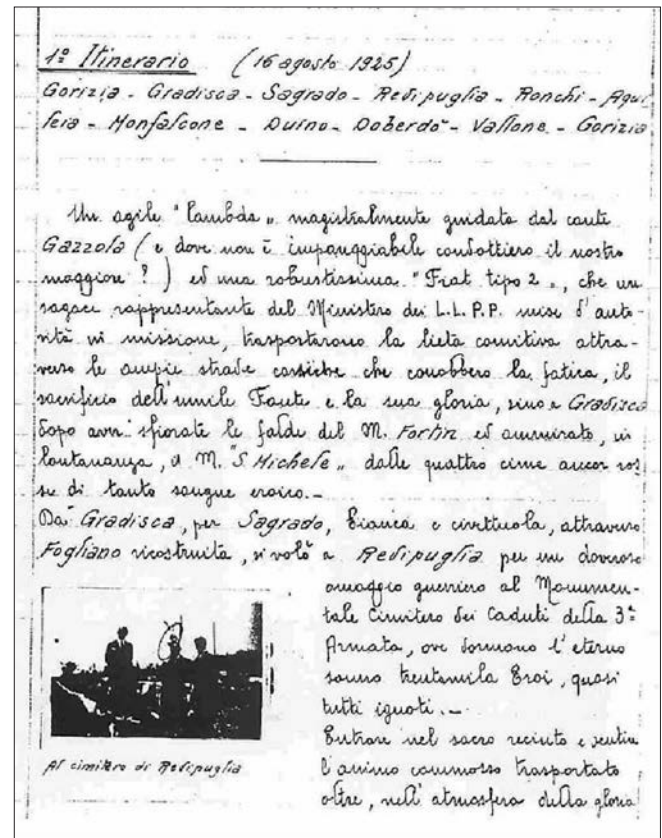 1º Itinerario (16 agosto 1925)
Gorizia - Gradisca - Sagrado - Redipuglia - Ronchi - Aqui
leia - Monfalcone - Duino - Doberdo - Vallone - Gorizia
Un agile "lambda„ magistralmente guidata dal conte
Gazzola (e dove non è impareggiabile condottiero il nostro
maggiore?) ed una robustissima "Fiat tipo 2„, che un
sagace rappresentante del Ministero dei L.L.P.P. mise d'auto-
rità in missione, trasportarono la lieta comitiva attra-
verso le ampie strade carsiche che conobbero la fatica, il
sacrificio dell'umile Fante e la sua gloria, sino a Gradisca
dopo aver sfiorate le falde del M. Fortin ed ammirato, in
lontananza, il M. "S. Michele„ dalle quattro cime ancor ros
se di tanto sangue eroico.-
Da Gradisca, per Sagrado, bianca e civettuola, attraverso
Fogliano ricostruita, si volò a Redipuglia per un doveroso
omaggio guerriero al Monumen-
tale Cimitero dei Caduti della 3ª
Armata, ove dormono l'eterno
sonno trentamila Eroi, quasi
tutti ignoti.-
Entrare nel sacro recinto e sentire
l'animo commosso trasportato
oltre, nell'atmosfera della gloria
Al cimitero di Redipuglia